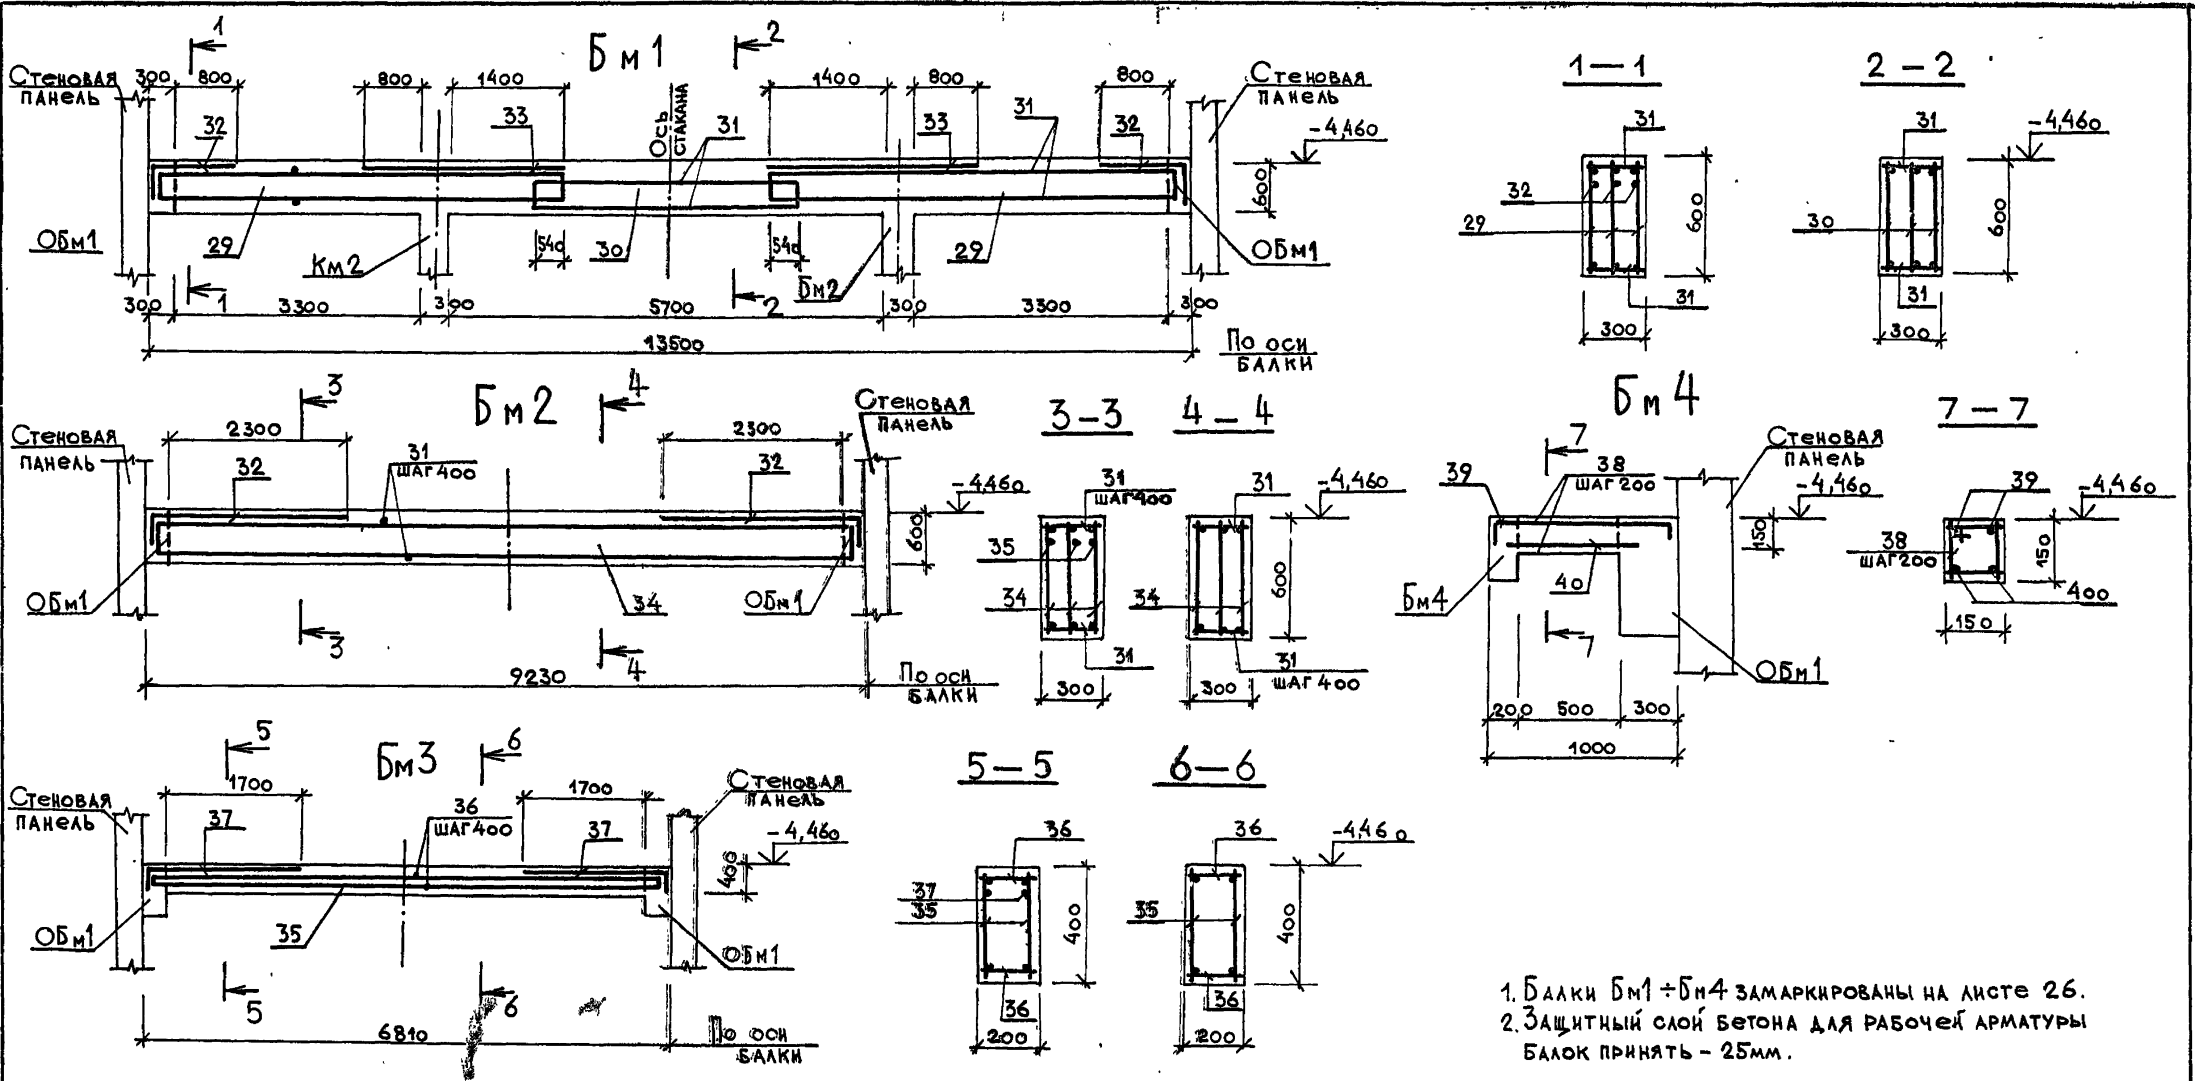 Бм1
1
2
Стеновая
панель
300
800
800
1400
Ось
стакана
1400
800
800
Стеновая
панель
32
33
31
33
31
32
-4,460
600
ОБм1
29
Км2
540
30
540
Бм2
29
ОБм1
1
2
300
3300
300
5700
300
3300
300
13500
По оси
балки
1-1
31
32
29
31
600
300
2-2
31
-4,460
30
31
600
300
Бм2
3
4
Стеновая
панель
2300
2300
Стеновая
панель
32
31
шаг 400
32
-4,460
600
ОБм1
34
ОБм1
3
4
9230
По оси
балки
3-3
31
шаг 400
35
34
31
300
4-4
31
-4,460
34
600
31
шаг 400
300
Бм4
7
Стеновая
панель
39
38
шаг 200
-4,460
150
Бм4
40
7
ОБм1
200
500
300
1000
7-7
39
-4,460
38
шаг 200
150
400
150
Бм3
5
6
Стеновая
панель
1700
1700
Стеновая
панель
37
36
шаг 400
37
-4,460
400
ОБм1
35
ОБм1
5
6
6810
По оси
балки
5-5
36
37
35
400
36
200
6-6
36
-4,460
35
400
36
200
1. Балки Бм1÷Бм4 замаркированы на листе 26.
2. Защитный слой бетона для рабочей арматуры
балок принять - 25мм.